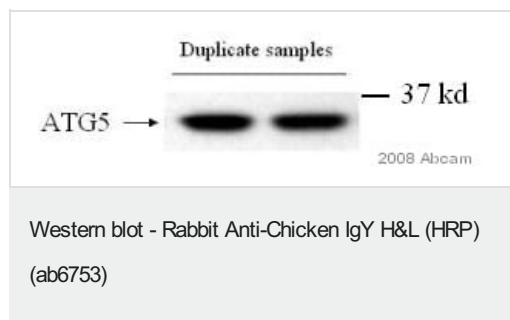 Duplicate samples
37 kd
ATG5
2008 Abcam
Western blot - Rabbit Anti-Chicken IgY H&L (HRP)
(ab6753)